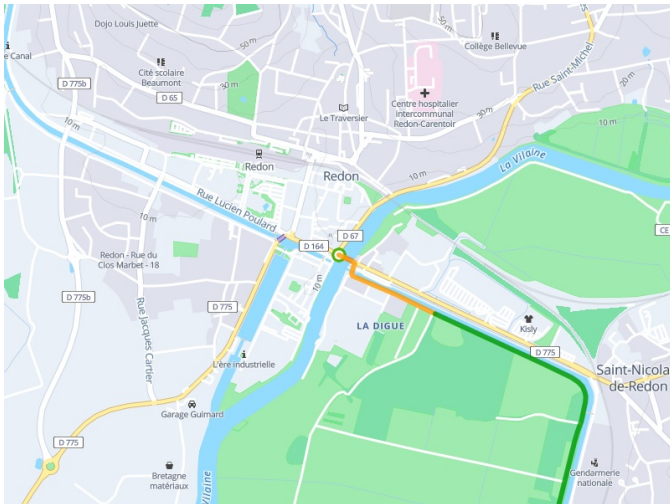 Dojo Louis Juette
e Canal
D 775b
Cité scolaire
Beaumont
D 65
30 m
50 m
50 m
Collège Bellevue
Rue Saint-Michel
20 m
Centre hospitalier
intercommunal
Redon-Carentoir
Le Traversier
30 m
10 m
10 m
Redon
Redon
La Vilaine
10 m
Rue Lucien Poulard
10 m
D 67
D 164
CE
Redon - Rue du
Clos Marbet - 18
10 m
D 775b
Rue Jacques Cartier
D 775
LA DIGUE
Kisly
D 775
L'ère industrielle
Saint-Nicola
de-Redon
Garage Guimard
D 775
Bretagne
matériaux
La Vilaine
Gendarmerie
nationale